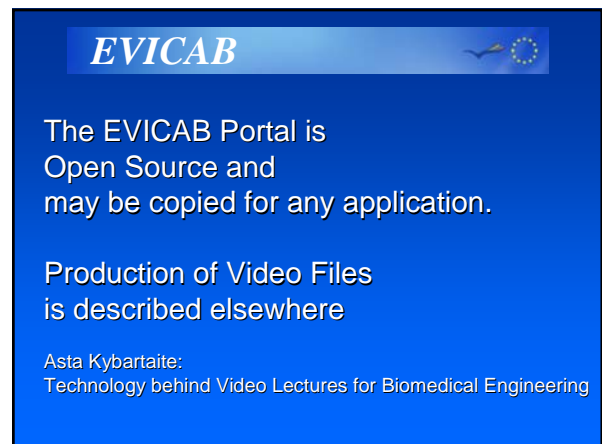 EVICAB
The EVICAB Portal is
Open Source and
may be copied for any application.
Production of Video Files
is described elsewhere
Asta Kybartaite:
Technology behind Video Lectures for Biomedical Engineering